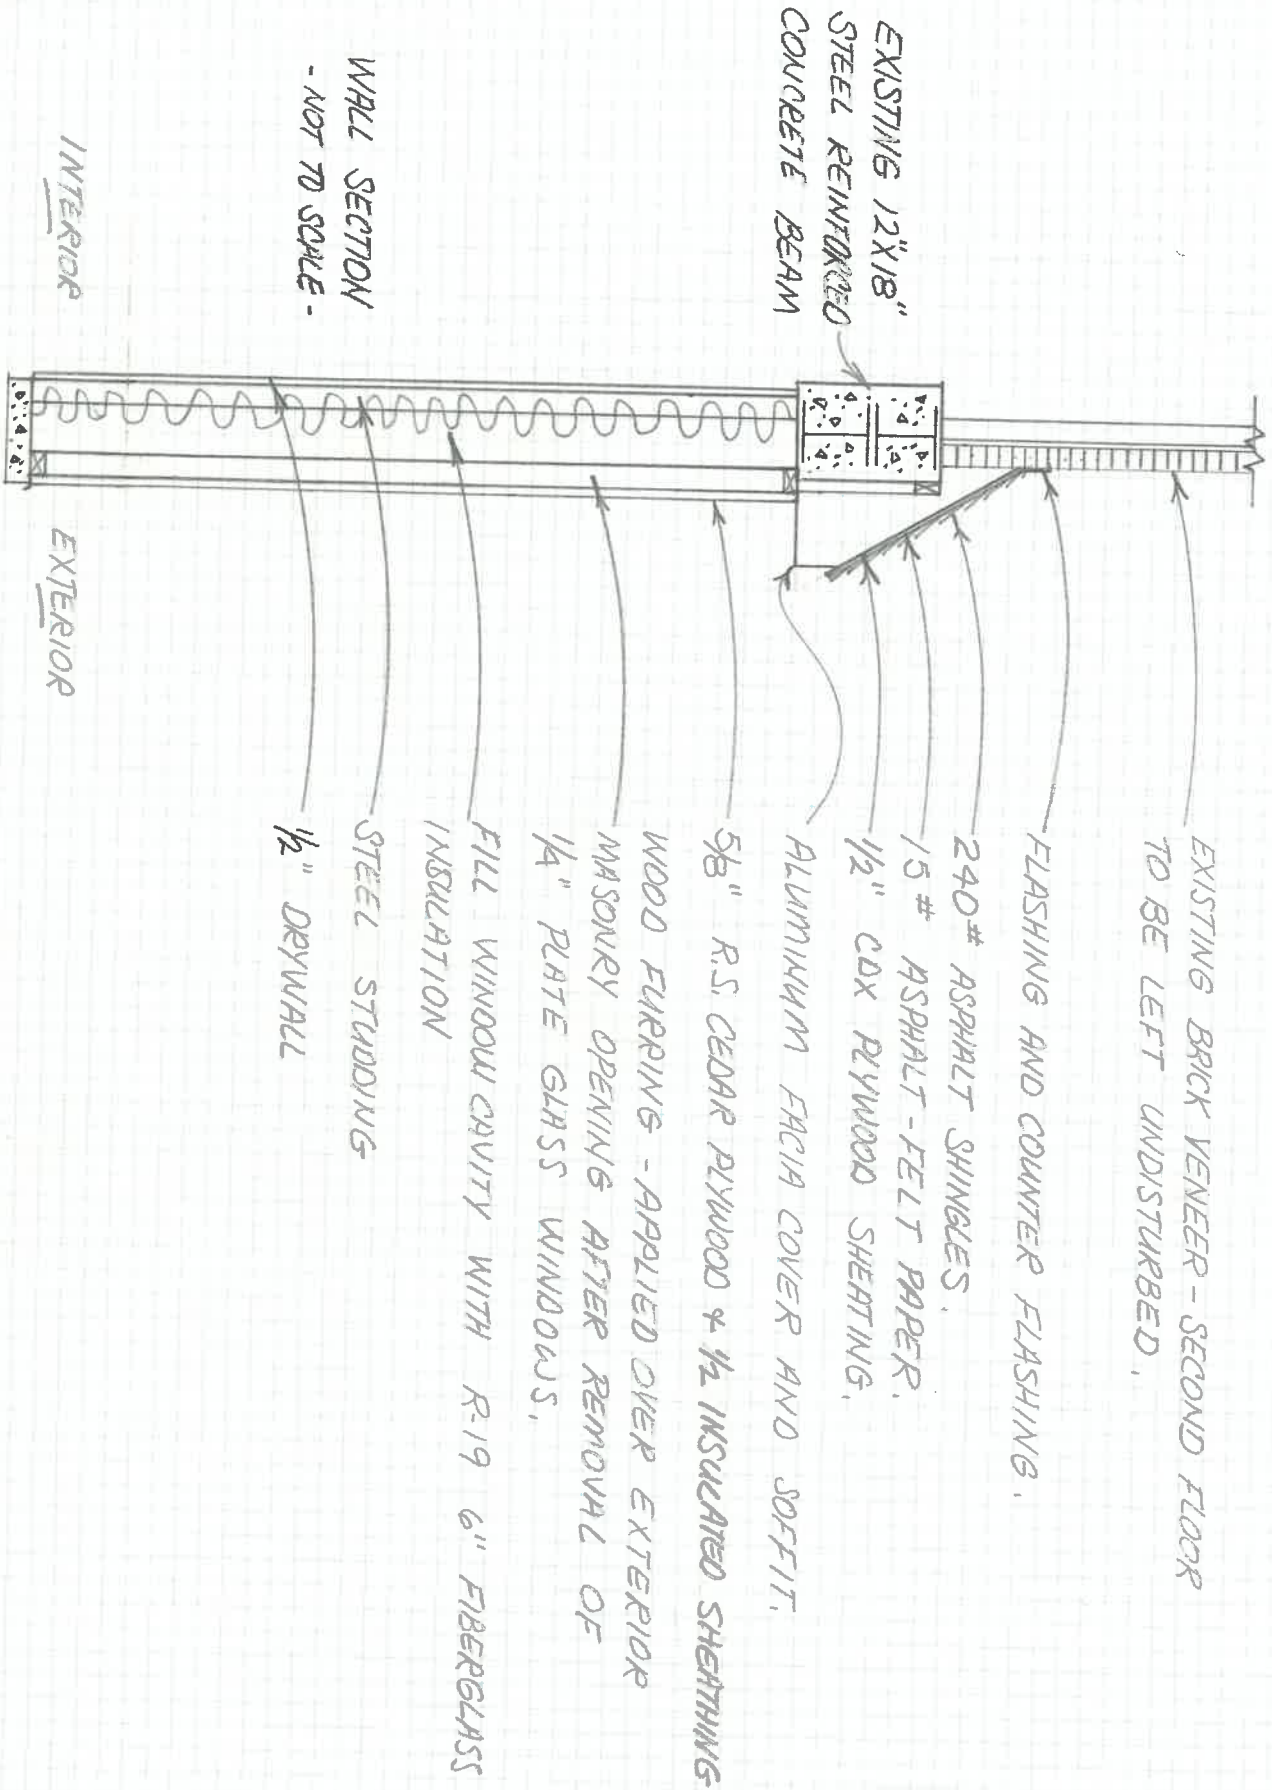 EXISTING 12"X18"
STEEL REINFORCED
CONCRETE BEAM
WALL SECTION
- NOT TO SCALE -
INTERIOR
EXTERIOR
EXISTING BRICK VENEER - SECOND FLOOR
TO BE LEFT UNDISTURBED.
FLASHING AND COUNTER FLASHING.
240# ASPHALT SHINGLES.
15# ASPHALT-FELT PAPER.
1/2" CDX PLYWOOD SHEATING.
ALUMINUM FACIA COVER AND SOFFIT.
5/8" R.S. CEDAR PLYWOOD & 1/2 INSULATED SHEATHING
WOOD FURRING - APPLIED OVER EXTERIOR
MASONRY OPENING AFTER REMOVAL OF
1/4" PLATE GLASS WINDOWS.
FILL WINDOW CAVITY WITH R-19 6" FIBERGLASS
INSULATION
STEEL STUDDING
1/2" DRYWALL